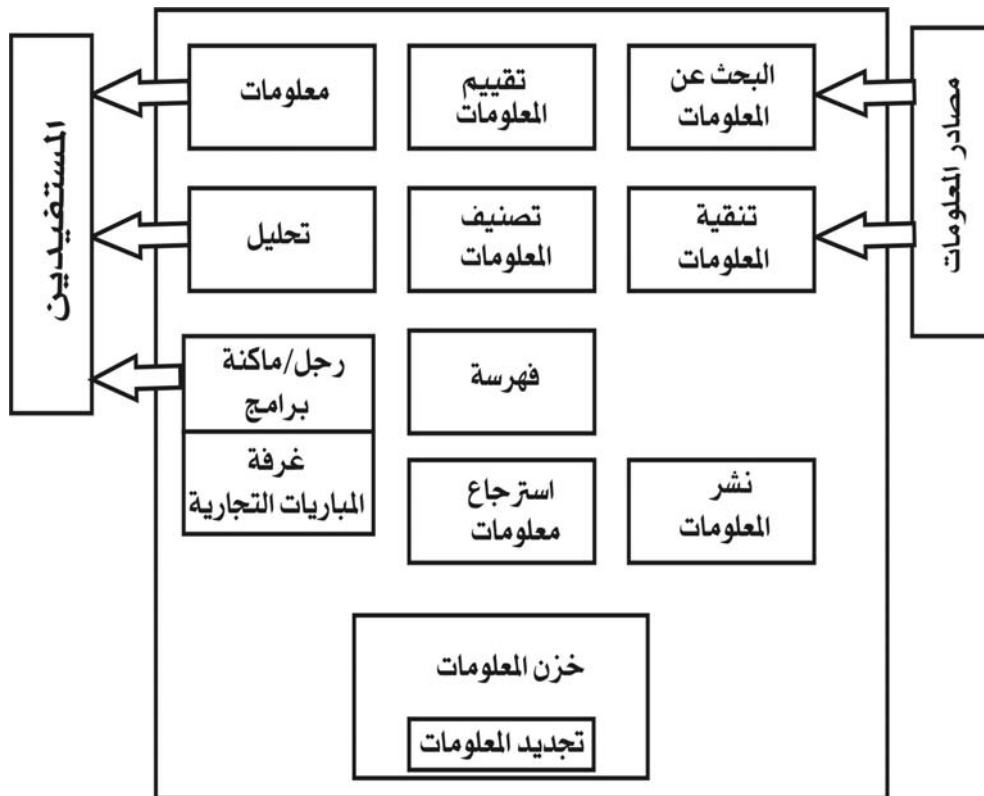 مصادر المعلومات
البحث عن
المعلومات
تقييم
المعلومات
معلومات
المستفيدين
تنقية
المعلومات
تصنيف
المعلومات
تحليل
فهرسة
رجل/ماكنة
برامج
غرفة
المباريات التجارية
نشر
المعلومات
استرجاع
معلومات
خزن المعلومات
تجديد المعلومات